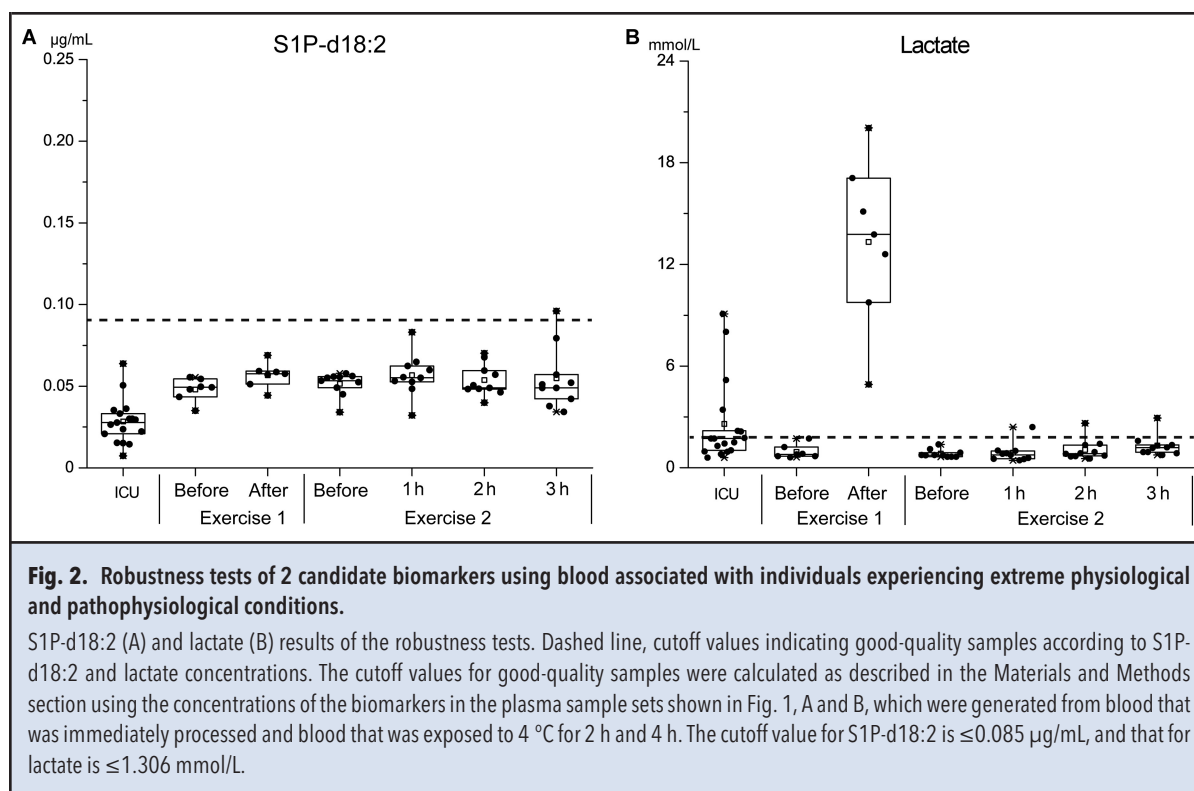 A µg/mL S1P-d18:2
0.25
0.20
0.15
0.10
0.05
0
ICU Before After Before 1 h 2 h 3 h
Exercise 1 Exercise 2
B mmol/L Lactate
24
18
12
6
0
ICU Before After Before 1 h 2 h 3 h
Exercise 1 Exercise 2
Fig. 2. Robustness tests of 2 candidate biomarkers using blood associated with individuals experiencing extreme physiological
and pathophysiological conditions.
S1P-d18:2 (A) and lactate (B) results of the robustness tests. Dashed line, cutoff values indicating good-quality samples according to S1P-
d18:2 and lactate concentrations. The cutoff values for good-quality samples were calculated as described in the Materials and Methods
section using the concentrations of the biomarkers in the plasma sample sets shown in Fig. 1, A and B, which were generated from blood that
was immediately processed and blood that was exposed to 4 °C for 2 h and 4 h. The cutoff value for S1P-d18:2 is ≤0.085 µg/mL, and that for
lactate is ≤1.306 mmol/L.